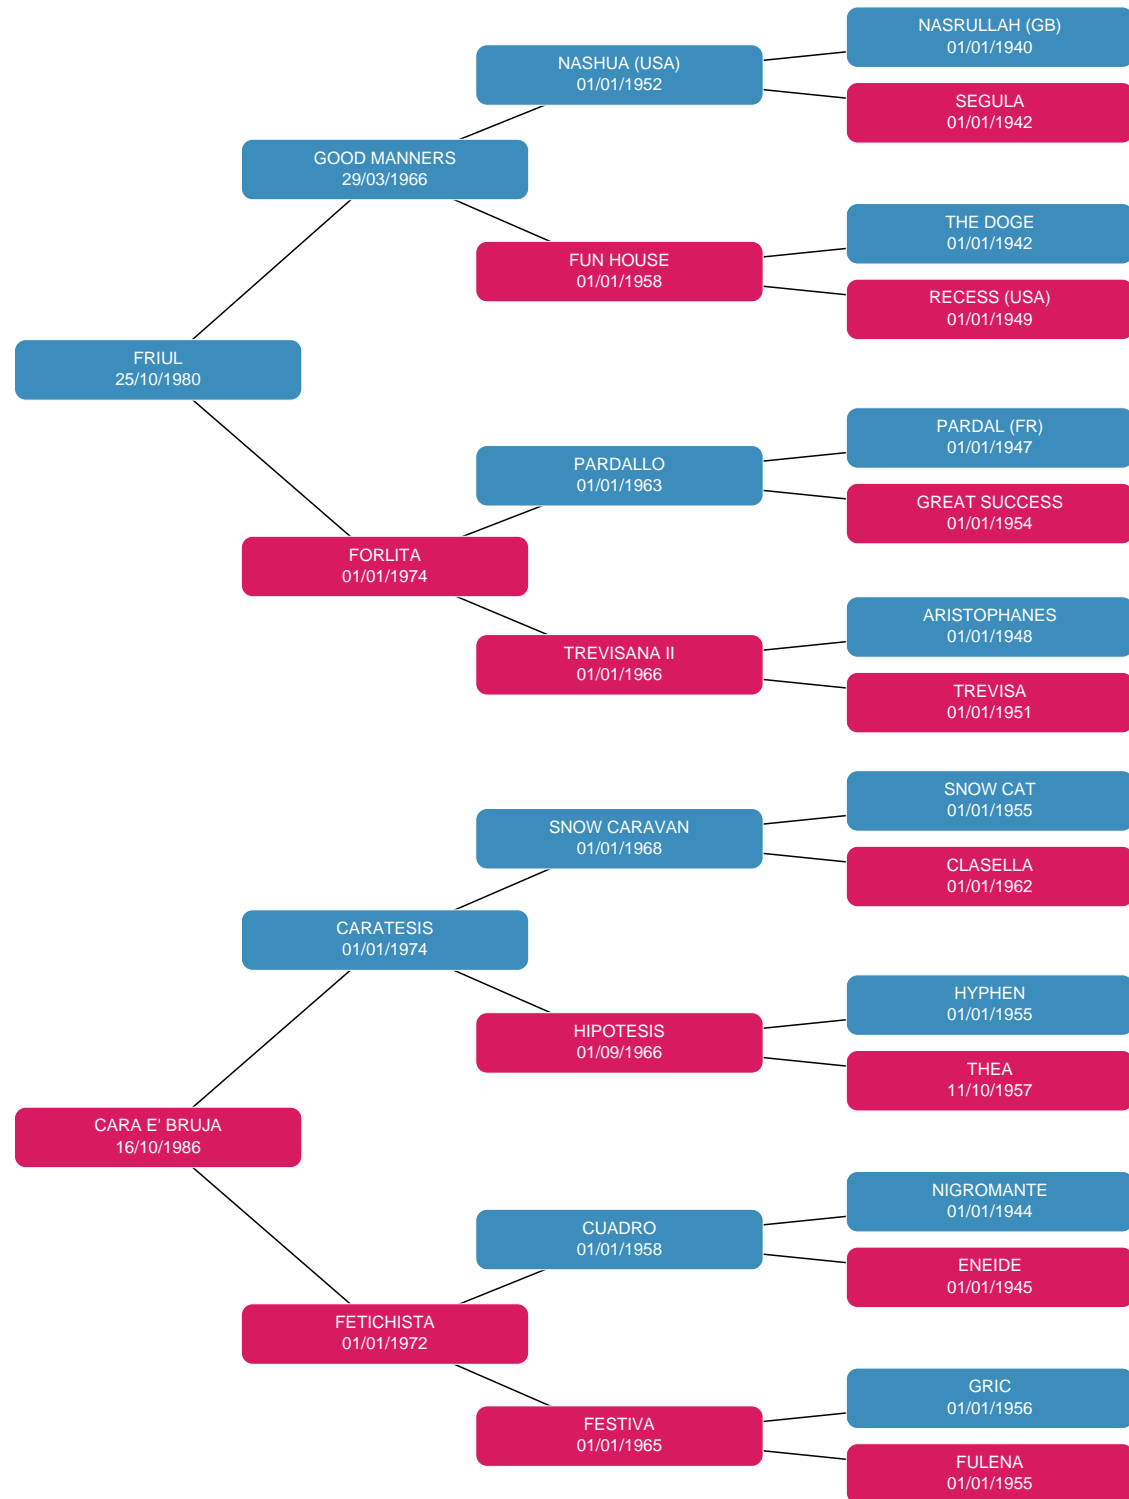 NASRULLAH (GB)
01/01/1940
NASHUA (USA)
01/01/1952
SEGULA
01/01/1942
GOOD MANNERS
29/03/1966
THE DOGE
01/01/1942
FUN HOUSE
01/01/1958
RECESS (USA)
01/01/1949
FRIUL
25/10/1980
PARDAL (FR)
01/01/1947
PARDALLO
01/01/1963
GREAT SUCCESS
01/01/1954
FORLITA
01/01/1974
ARISTOPHANES
01/01/1948
TREVISANA II
01/01/1966
TREVISA
01/01/1951
SNOW CAT
01/01/1955
SNOW CARAVAN
01/01/1968
CLASELLA
01/01/1962
CARATESIS
01/01/1974
HYPHEN
01/01/1955
HIPOTESIS
01/09/1966
THEA
11/10/1957
CARA E' BRUJA
16/10/1986
NIGROMANTE
01/01/1944
CUADRO
01/01/1958
ENEIDE
01/01/1945
FETICHISTA
01/01/1972
GRIC
01/01/1956
FESTIVA
01/01/1965
FULENA
01/01/1955